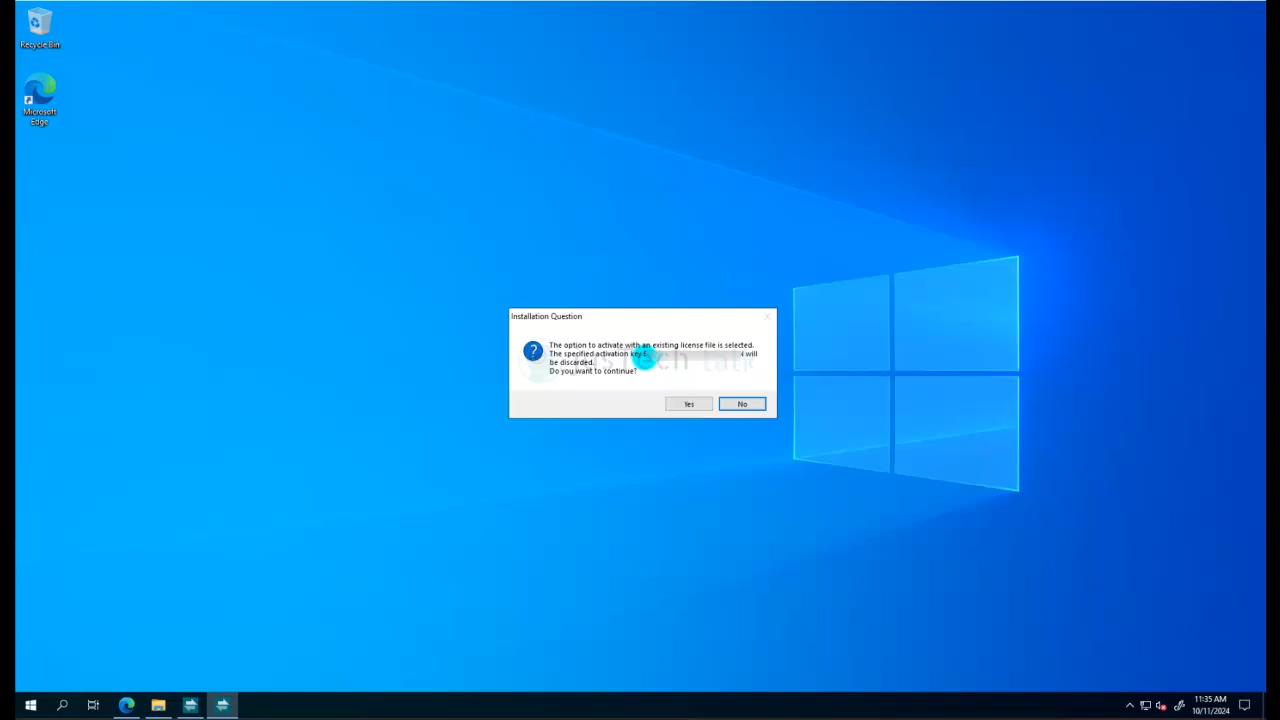 Recycle Bin
Microsoft
Edge
Installation Question
The option to activate with an existing license file is selected.
The specified activation key will
be discarded.
Do you want to continue?
Yes
No
11:35 AM
10/11/2024